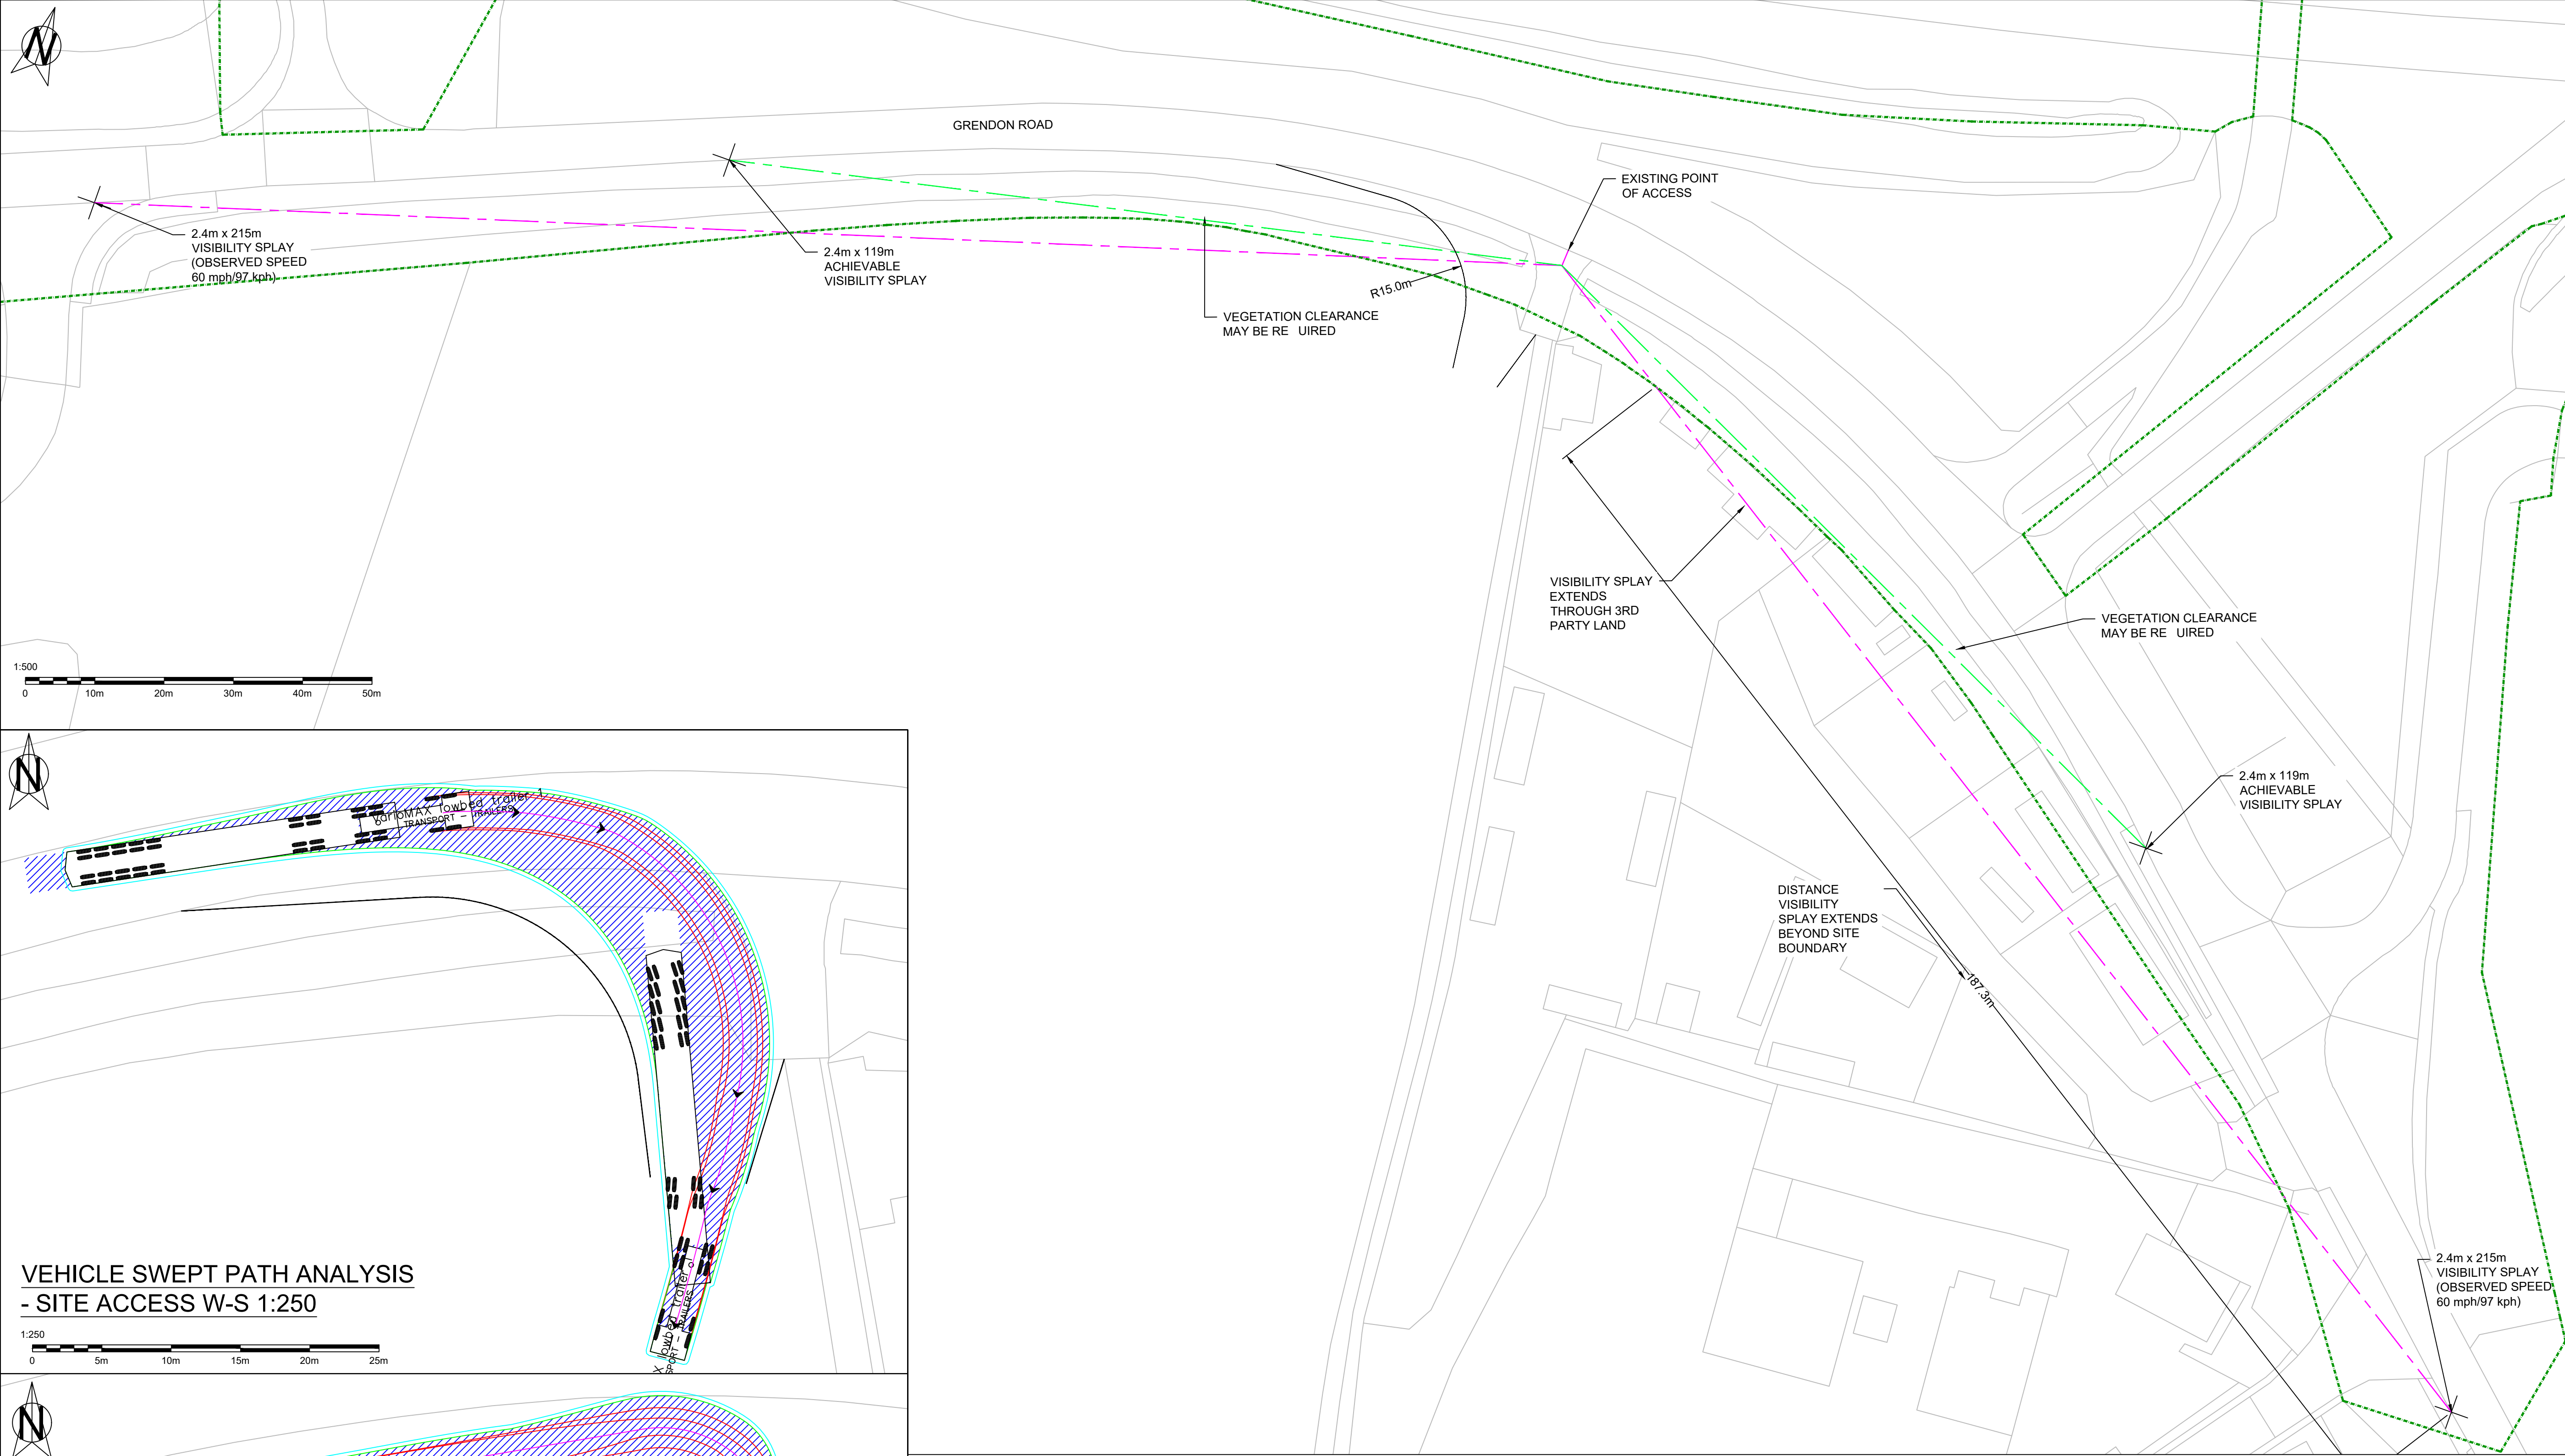 N
GRENDON ROAD
EXISTING POINT
OF ACCESS
2.4m x 215m
VISIBILITY SPLAY
(OBSERVED SPEED
60 mph/97 kph)
2.4m x 119m
ACHIEVABLE
VISIBILITY SPLAY
R15.0m
VEGETATION CLEARANCE
MAY BE RE UIRED
VISIBILITY SPLAY
EXTENDS
THROUGH 3RD
PARTY LAND
VEGETATION CLEARANCE
MAY BE RE UIRED
1:500
0 10m 20m 30m 40m 50m
2.4m x 119m
ACHIEVABLE
VISIBILITY SPLAY
DISTANCE
VISIBILITY
SPLAY EXTENDS
BEYOND SITE
BOUNDARY
187.3m
2.4m x 215m
VISIBILITY SPLAY
(OBSERVED SPEED
60 mph/97 kph)
N
VarioMAX lowbed trailer 1
TRANSPORT - TRAILERS
lowbed trailer
TRAILERS
VEHICLE SWEPT PATH ANALYSIS
- SITE ACCESS W-S 1:250
1:250
0 5m 10m 15m 20m 25m
N